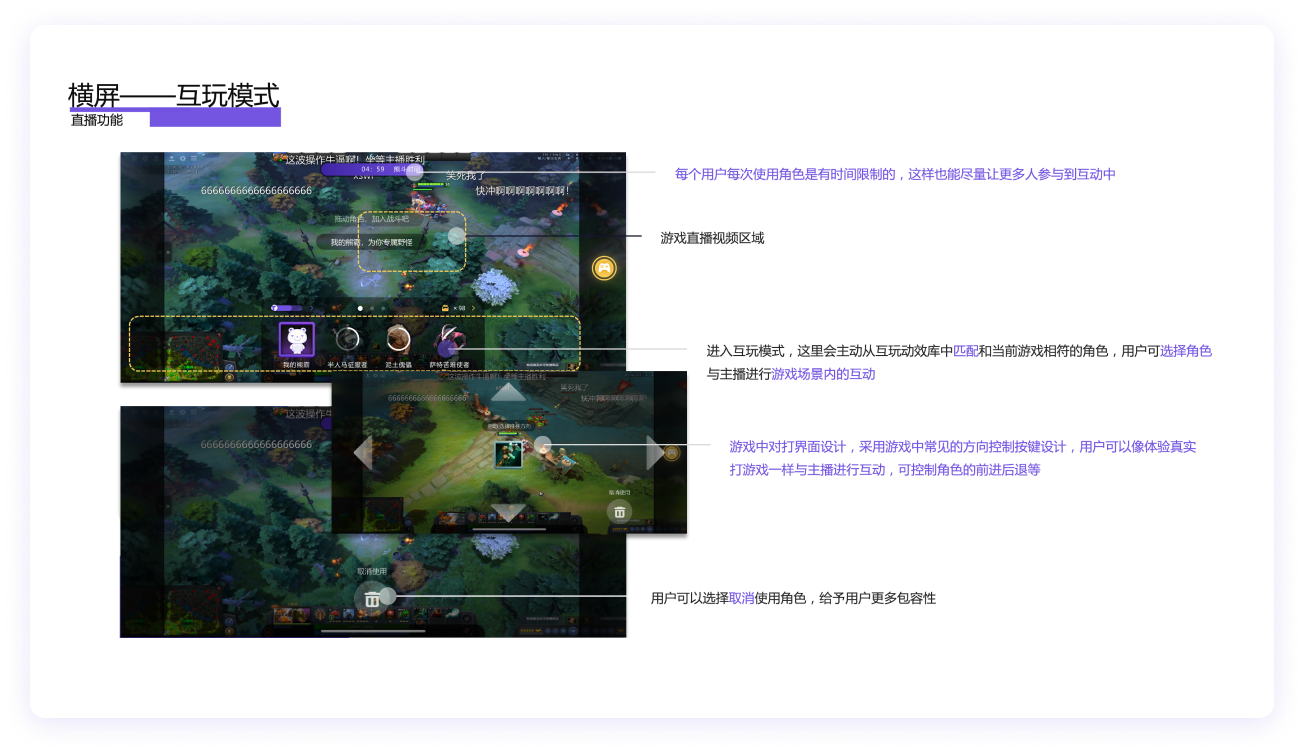 横屏——互玩模式
直播功能
这波操作牛逼啊！坐等主播胜利
04: 59
笑死我了
6666666666666666666
快冲啊啊啊啊啊啊啊！
拖动角色，加入战斗吧
我的熊霸，为你专属野怪
×98
我的熊霸
半人马征服者
泥土傀儡
萨特苦难使者
每个用户每次使用角色是有时间限制的，这样也能尽量让更多人参与到互动中
游戏直播视频区域
进入互玩模式，这里会主动从互玩动效库中匹配和当前游戏相符的角色，用户可选择角色
与主播进行游戏场景内的互动
这波操作牛逼啊！坐等主播胜利
笑死我了
6666666666666666666
取消使用
游戏中对打界面设计，采用游戏中常见的方向控制按键设计，用户可以像体验真实
打游戏一样与主播进行互动，可控制角色的前进后退等
这波操作牛
6666666666666666666
取消使用
用户可以选择取消使用角色，给予用户更多包容性